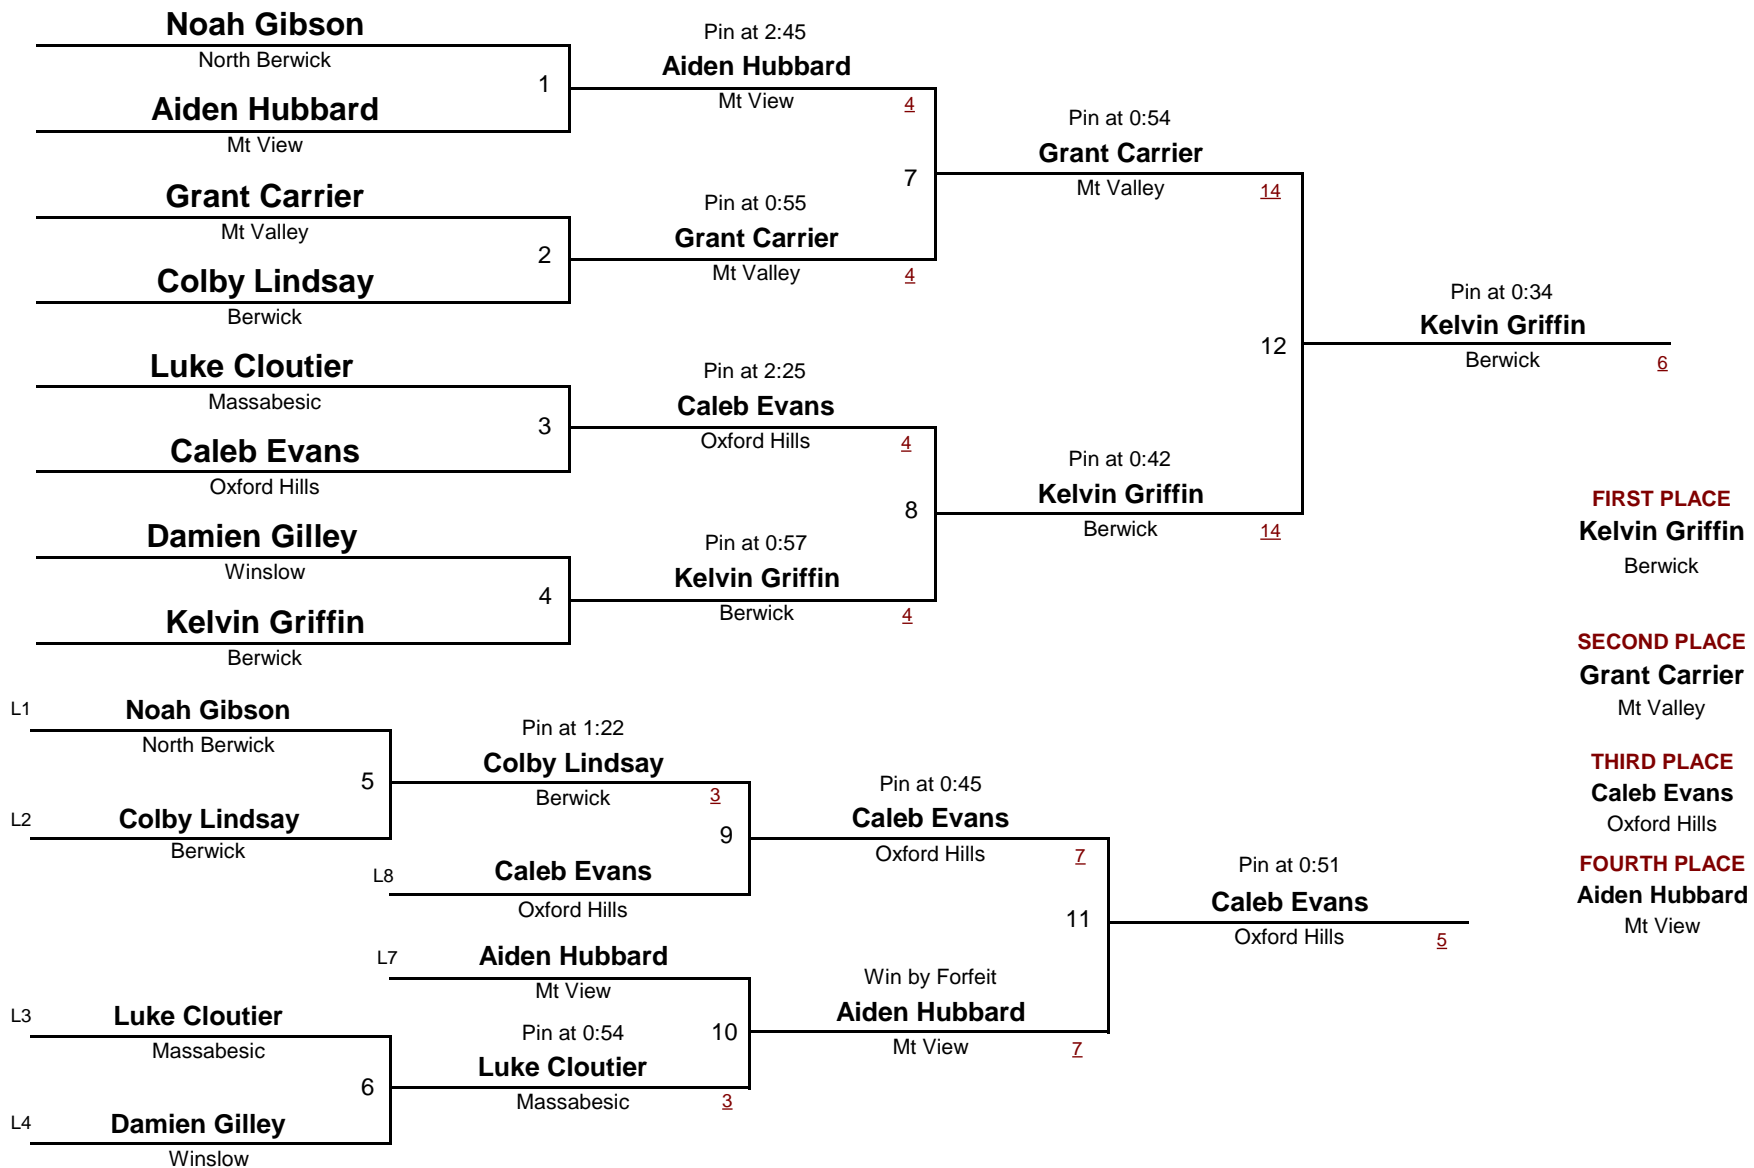 Noah Gibson
North Berwick
1
Aiden Hubbard
Mt View
Pin at 2:45
Aiden Hubbard
Mt View
4
Grant Carrier
Mt Valley
2
Colby Lindsay
Berwick
Pin at 0:55
Grant Carrier
Mt Valley
4
7
Pin at 0:54
Grant Carrier
Mt Valley
14
Luke Cloutier
Massabesic
3
Caleb Evans
Oxford Hills
Pin at 2:25
Caleb Evans
Oxford Hills
4
Damien Gilley
Winslow
4
Kelvin Griffin
Berwick
Pin at 0:57
Kelvin Griffin
Berwick
4
8
Pin at 0:42
Kelvin Griffin
Berwick
14
12
Pin at 0:34
Kelvin Griffin
Berwick
6
FIRST PLACE
Kelvin Griffin
Berwick
SECOND PLACE
Grant Carrier
Mt Valley
THIRD PLACE
Caleb Evans
Oxford Hills
FOURTH PLACE
Aiden Hubbard
Mt View
L1
Noah Gibson
North Berwick
5
L2
Colby Lindsay
Berwick
Pin at 1:22
Colby Lindsay
Berwick
3
9
L8
Caleb Evans
Oxford Hills
Pin at 0:45
Caleb Evans
Oxford Hills
7
L7
Aiden Hubbard
Mt View
L3
Luke Cloutier
Massabesic
6
L4
Damien Gilley
Winslow
Pin at 0:54
Luke Cloutier
Massabesic
3
10
Win by Forfeit
Aiden Hubbard
Mt View
7
11
Pin at 0:51
Caleb Evans
Oxford Hills
5